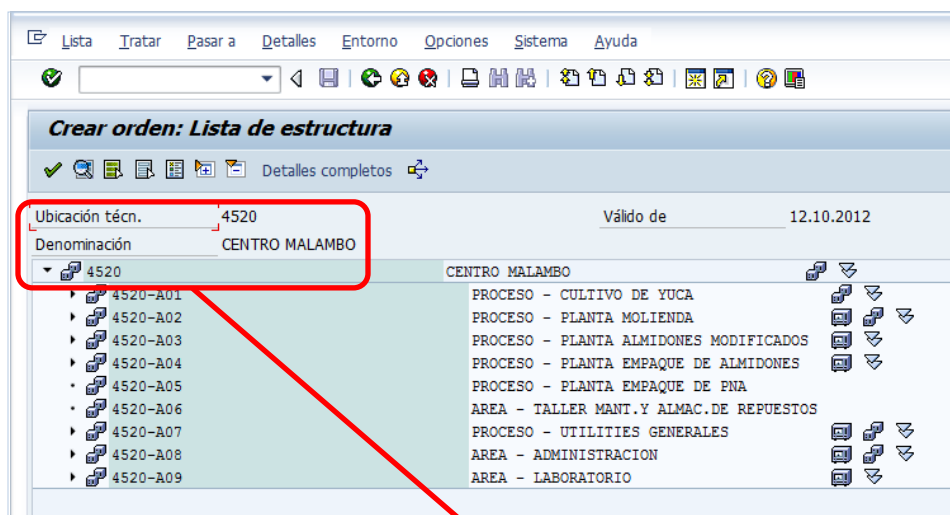 Lista Tratar Pasar a Detalles Entorno Opciones Sistema Ayuda
Crear orden: Lista de estructura
Detalles completos
Ubicación técn. 4520 Válido de 12.10.2012
Denominación CENTRO MALAMBO
4520 CENTRO MALAMBO
4520-A01 PROCESO - CULTIVO DE YUCA
4520-A02 PROCESO - PLANTA MOLIENDA
4520-A03 PROCESO - PLANTA ALMIDONES MODIFICADOS
4520-A04 PROCESO - PLANTA EMPAQUE DE ALMIDONES
4520-A05 PROCESO - PLANTA EMPAQUE DE PNA
4520-A06 AREA - TALLER MANT.Y ALMAC.DE REPUESTOS
4520-A07 PROCESO - UTILITIES GENERALES
4520-A08 AREA - ADMINISTRACION
4520-A09 AREA - LABORATORIO